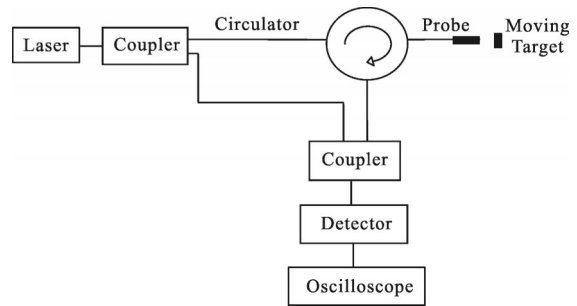 Laser
Coupler
Circulator
Probe
Moving
Target
Coupler
Detector
Oscilloscope